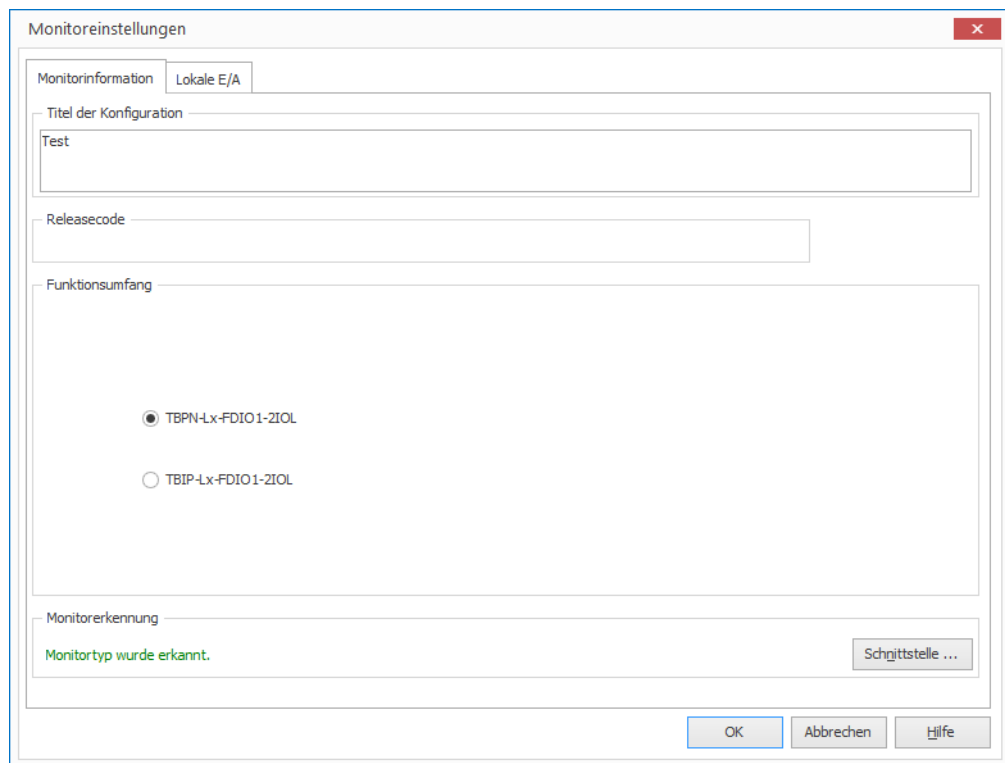 Monitoreinstellungen
Monitorinformation
Lokale E/A
Titel der Konfiguration
Test
Releasecode
Funktionsumfang
TBPN-Lx-FDIO1-2IOL
TBIP-Lx-FDIO1-2IOL
Monitorerkennung
Monitortyp wurde erkannt.
Schnittstelle ...
OK
Abbrechen
Hilfe